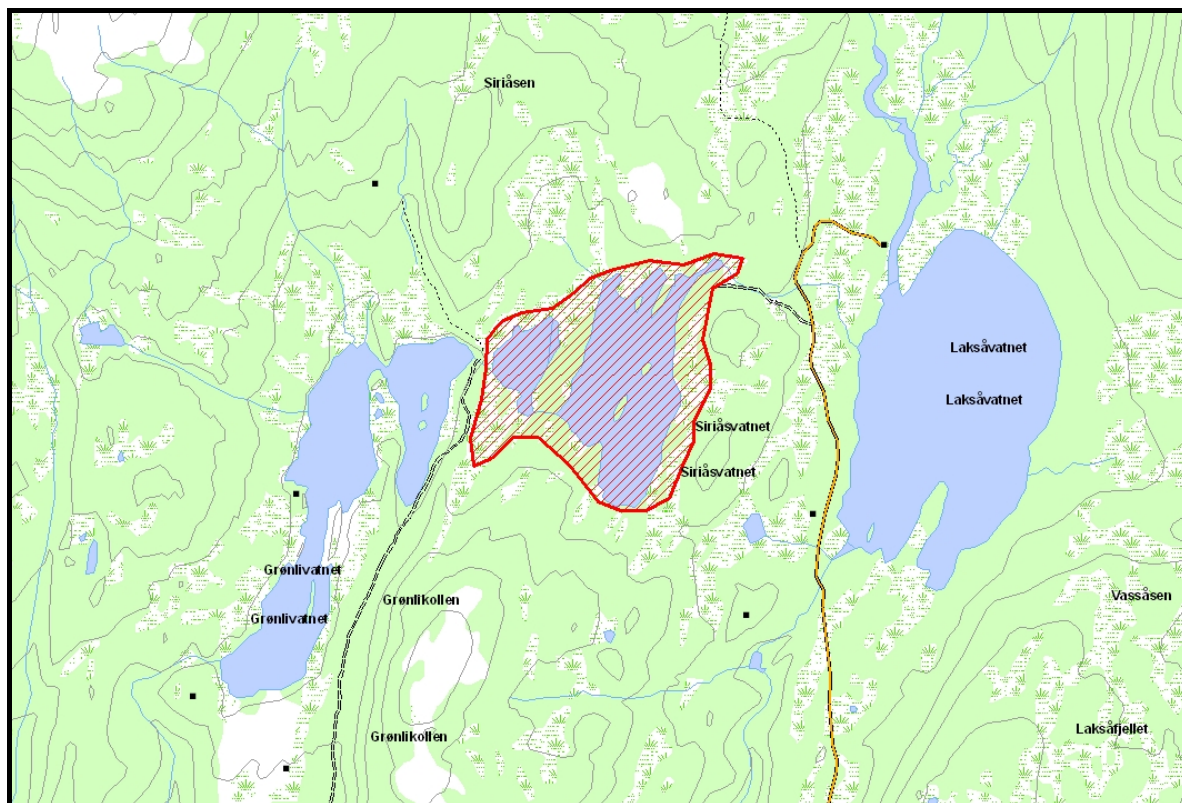 Siriåsen
Laksåvatnet
Laksåvatnet
Siriåsvatnet
Siriåsvatnet
Grønlivatnet
Grønlikollen
Vassåsen
Grønlivatnet
Laksåfjellet
Grønlikollen